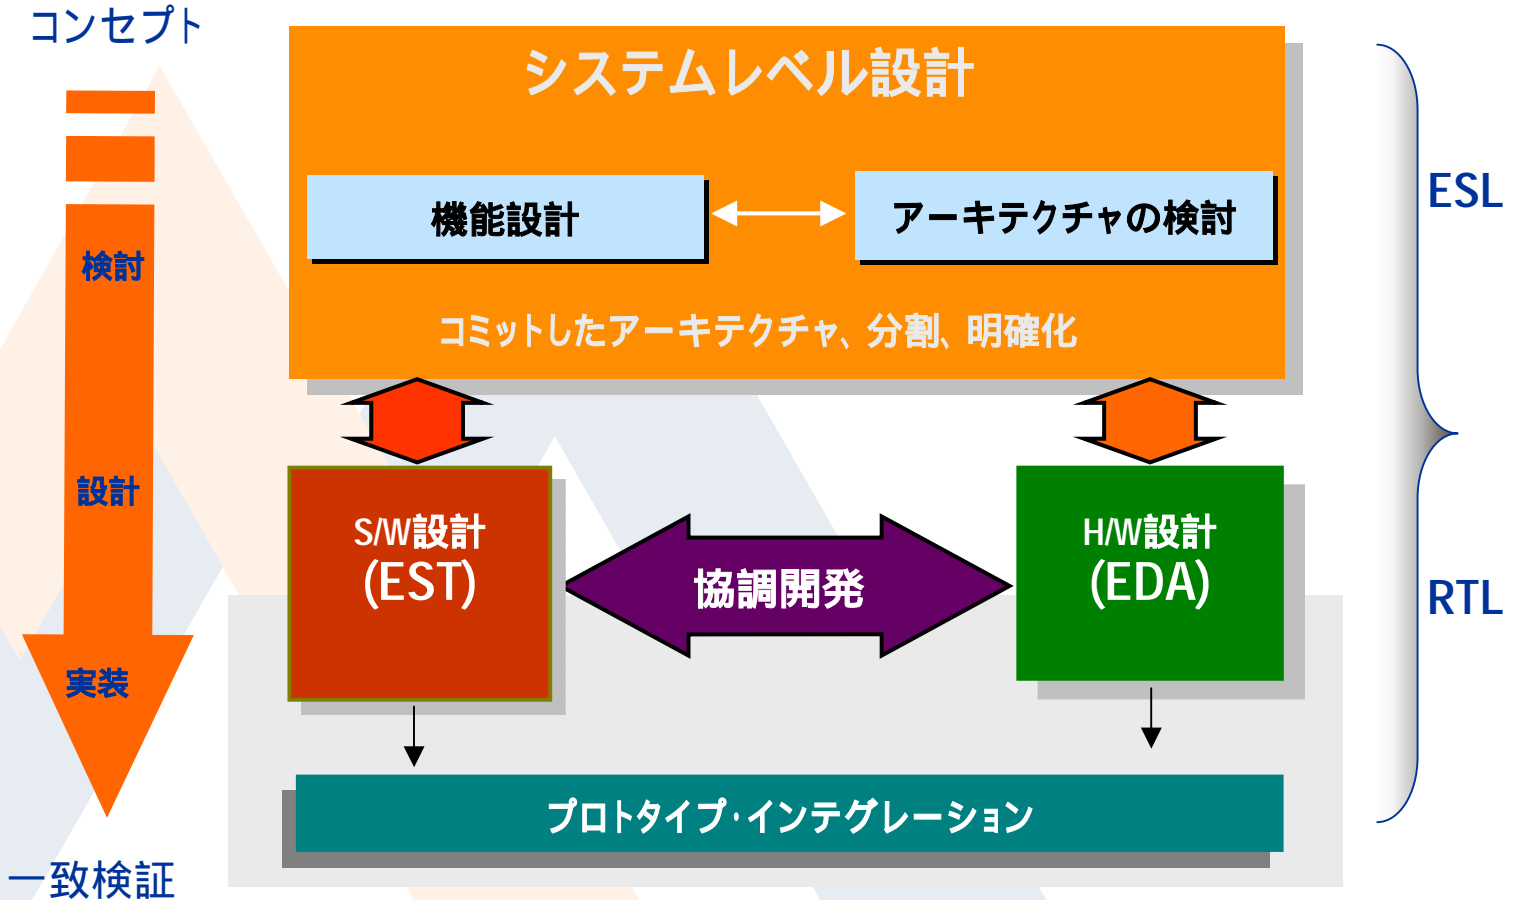 コンセプト
システムレベル設計
機能設計
アーキテクチャの検討
ESL
検討
コミットしたアーキテクチャ、分割、明確化
設計
S/W設計
(EST)
協調開発
H/W設計
(EDA)
RTL
実装
プロトタイプ・インテグレーション
一致検証